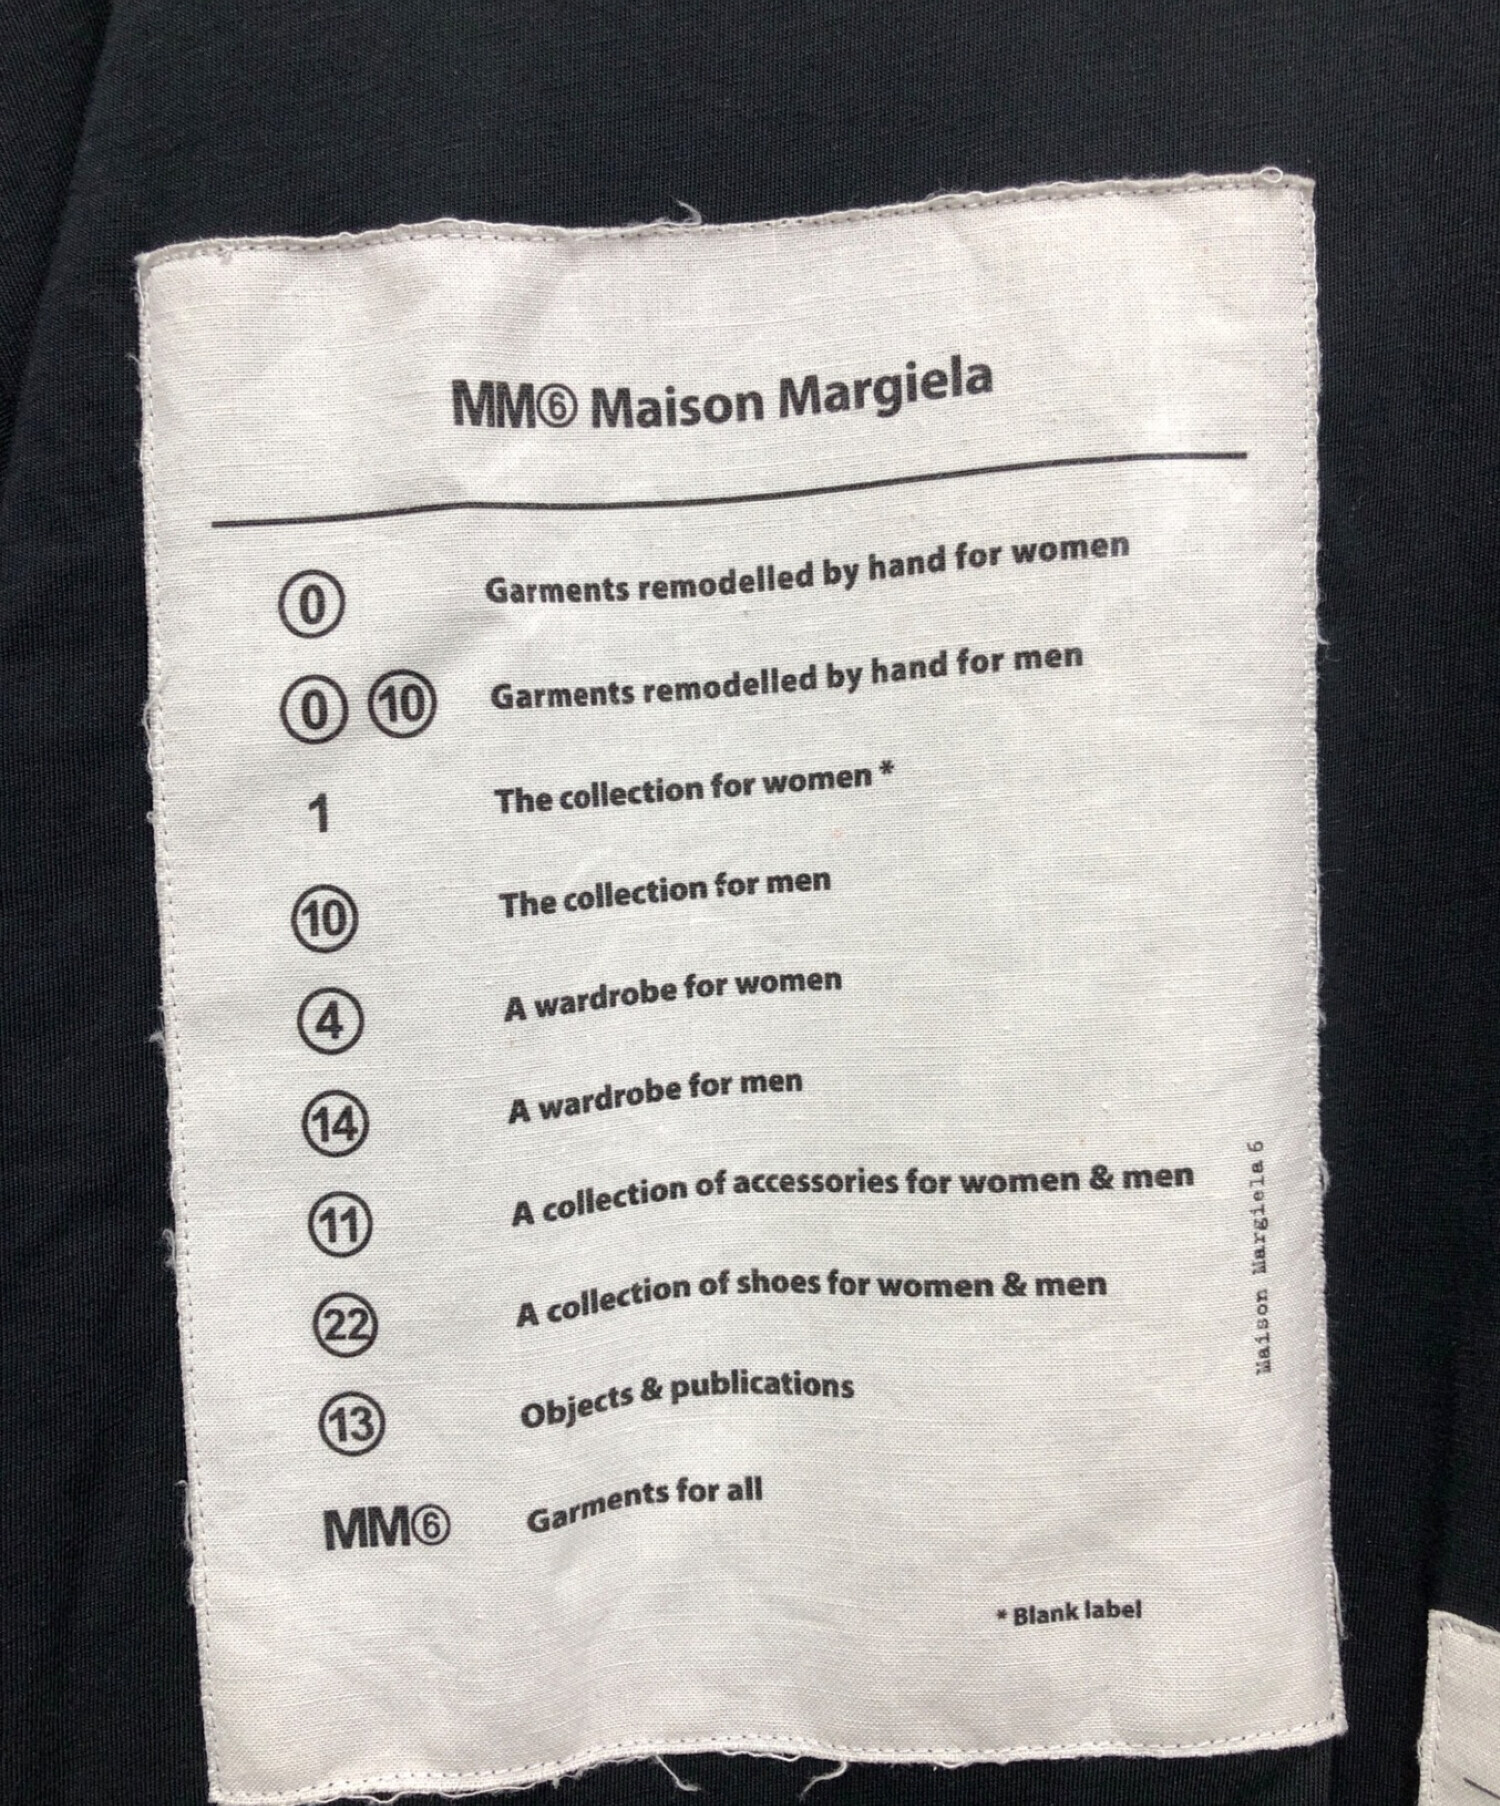 MM⑥ Maison Margiela
⓪ Garments remodelled by hand for women
⓪ ⑩ Garments remodelled by hand for men
1 The collection for women *
⑩ The collection for men
④ A wardrobe for women
⑭ A wardrobe for men
⑪ A collection of accessories for women & men
㉒ A collection of shoes for women & men
⑬ Objects & publications
MM⑥ Garments for all
* Blank label
Maison Margiela 6